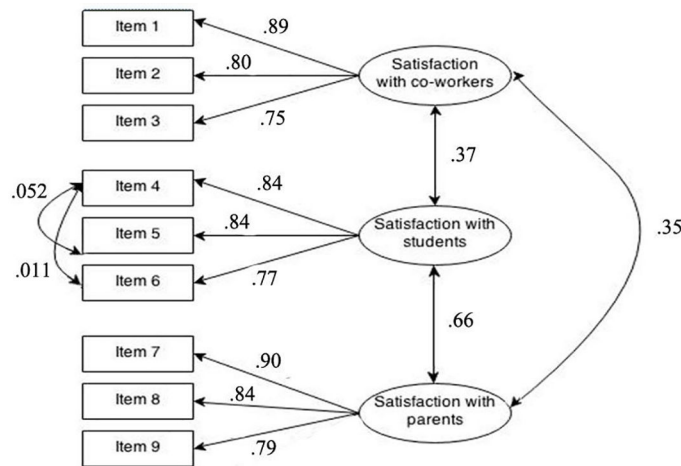 Item 1
.89
Item 2
.80
Satisfaction
with co-workers
Item 3
.75
.37
Item 4
.84
.052
Item 5
.84
Satisfaction with
students
.35
.011
Item 6
.77
.66
Item 7
.90
Item 8
.84
Satisfaction with
parents
Item 9
.79